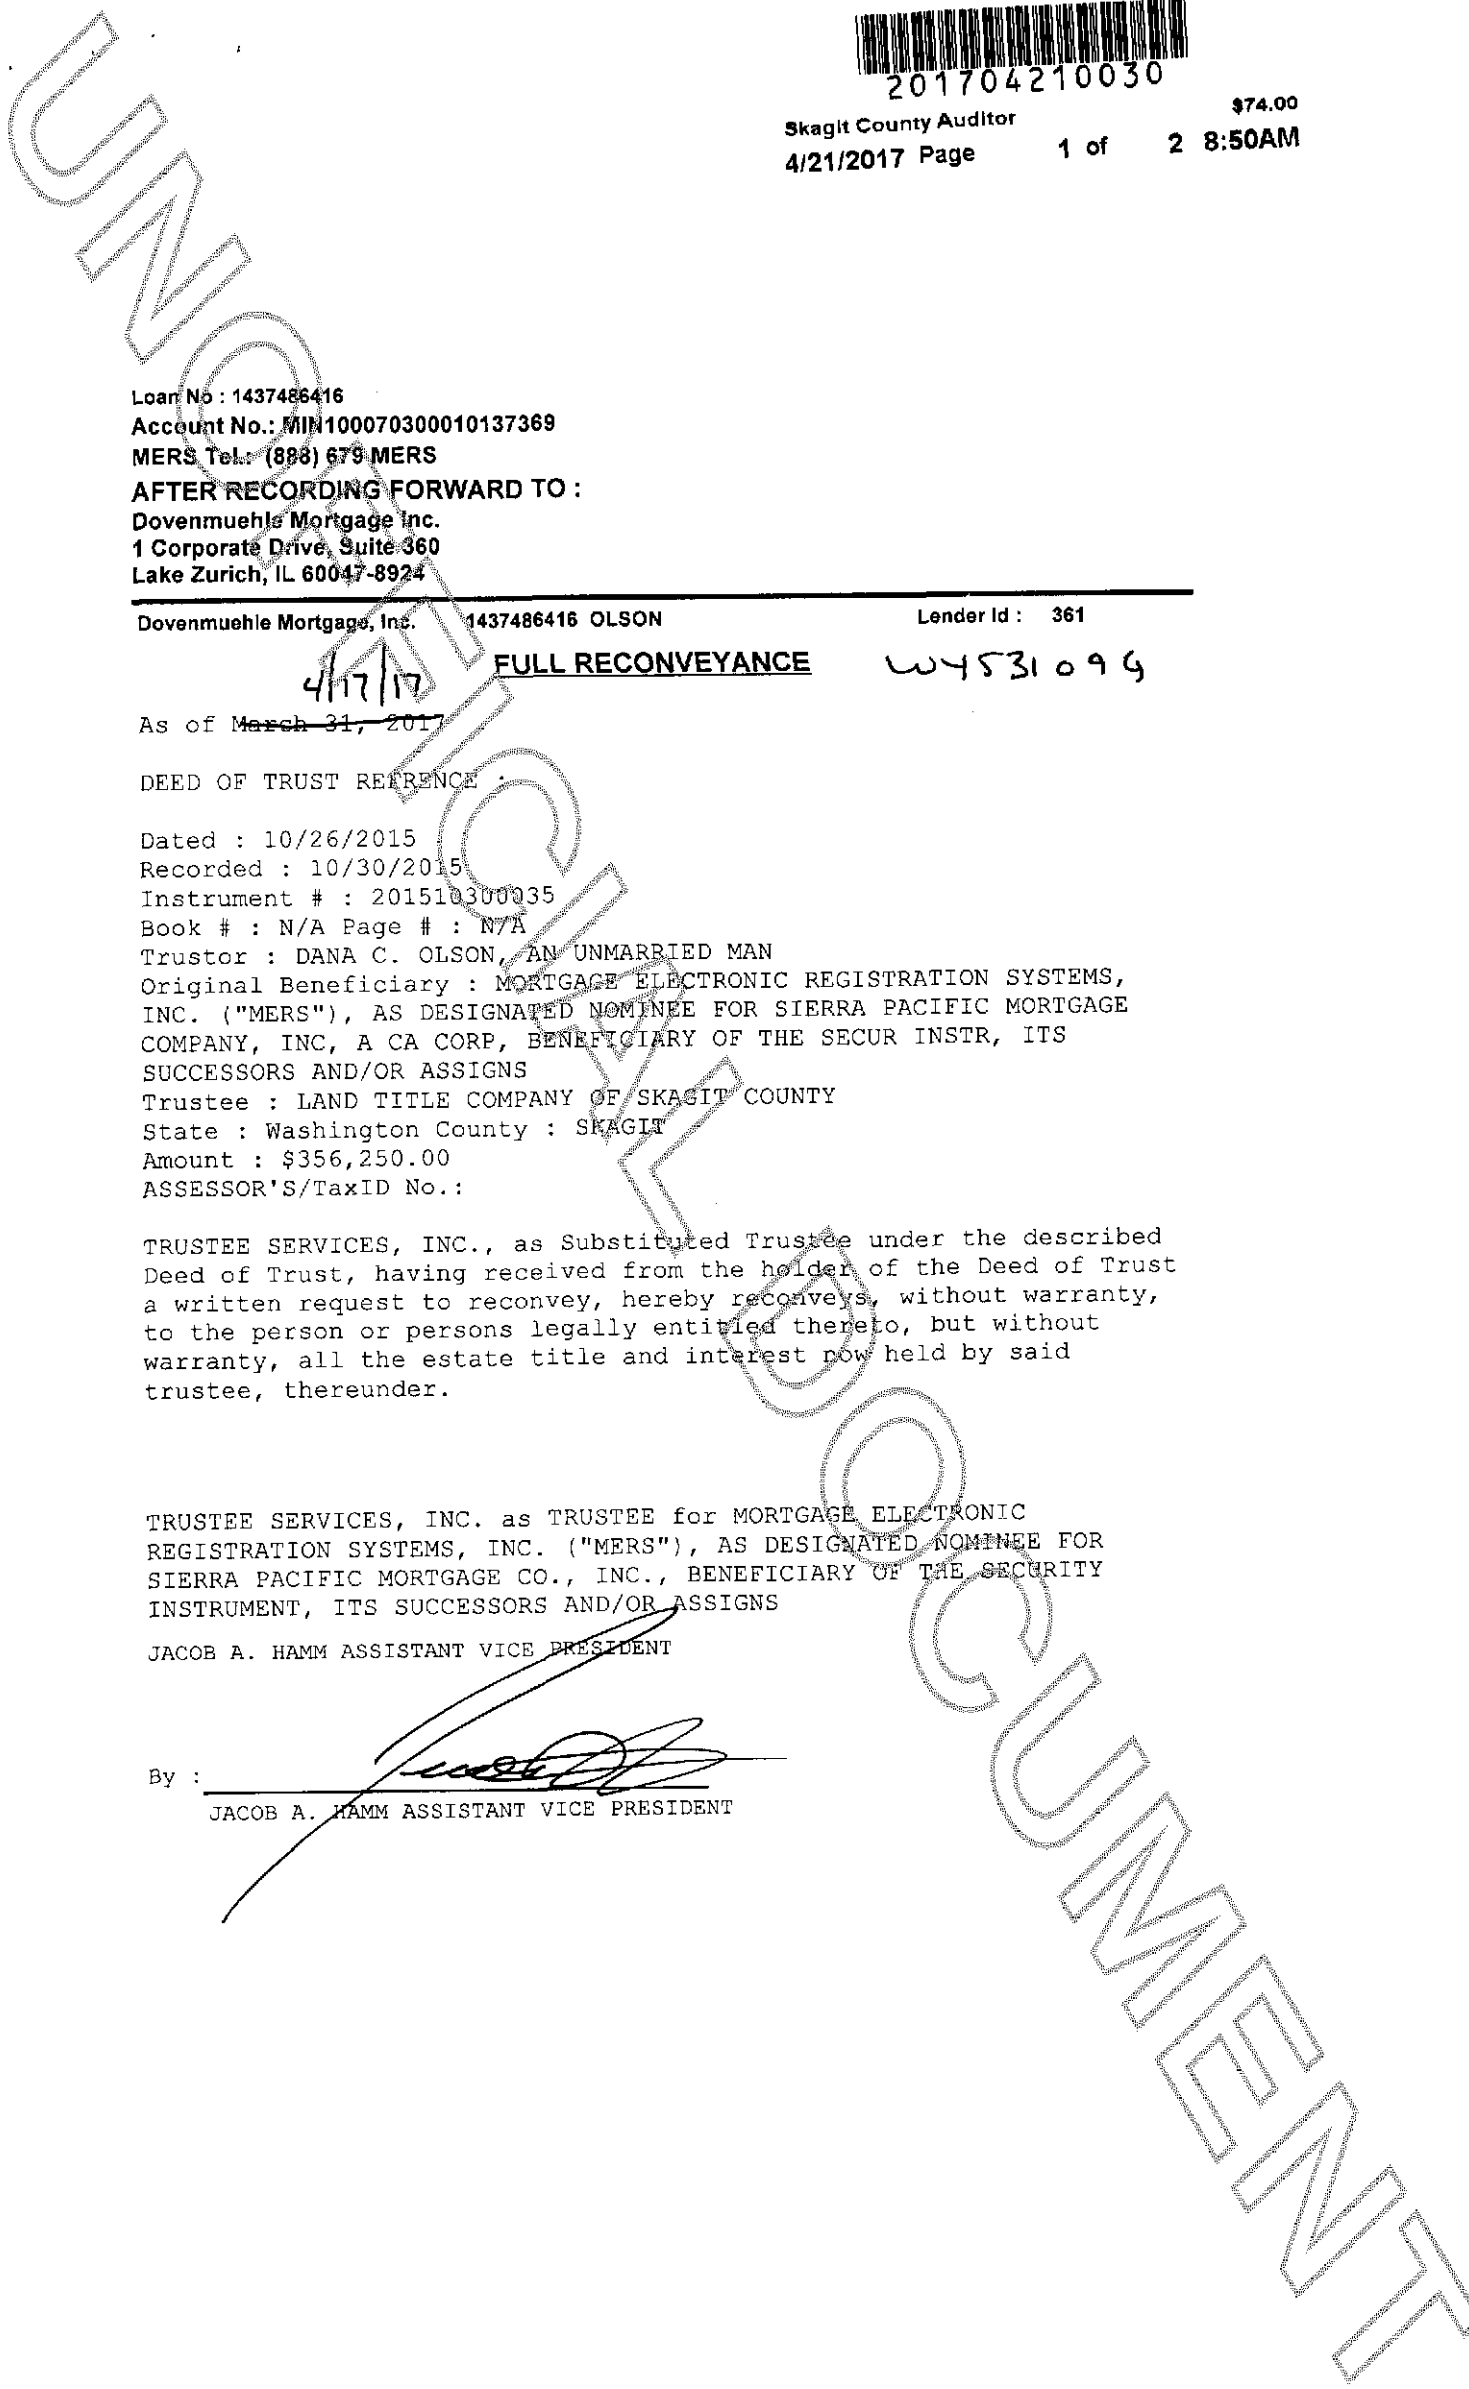 201704210030
Skagit County Auditor $74.00
4/21/2017 Page 1 of 2 8:50AM
Loan No : 1437486416
Account No.: MIN100070300010137369
MERS Tel.: (888) 679 MERS
AFTER RECORDING FORWARD TO :
Dovenmuehle Mortgage Inc.
1 Corporate Drive, Suite 360
Lake Zurich, IL 60047-8924
Dovenmuehle Mortgage, Inc. 1437486416 OLSON Lender Id : 361
FULL RECONVEYANCE WY531099
4/17/17
As of March 31, 2017
DEED OF TRUST REFRENCE :
Dated : 10/26/2015
Recorded : 10/30/2015
Instrument # : 201510300035
Book # : N/A Page # : N/A
Trustor : DANA C. OLSON, AN UNMARRIED MAN
Original Beneficiary : MORTGAGE ELECTRONIC REGISTRATION SYSTEMS,
INC. ("MERS"), AS DESIGNATED NOMINEE FOR SIERRA PACIFIC MORTGAGE
COMPANY, INC, A CA CORP, BENEFICIARY OF THE SECUR INSTR, ITS
SUCCESSORS AND/OR ASSIGNS
Trustee : LAND TITLE COMPANY OF SKAGIT COUNTY
State : Washington County : SKAGIT
Amount : $356,250.00
ASSESSOR'S/TaxID No.:
TRUSTEE SERVICES, INC., as Substituted Trustee under the described
Deed of Trust, having received from the holder of the Deed of Trust
a written request to reconvey, hereby reconveys, without warranty,
to the person or persons legally entitled thereto, but without
warranty, all the estate title and interest now held by said
trustee, thereunder.
TRUSTEE SERVICES, INC. as TRUSTEE for MORTGAGE ELECTRONIC
REGISTRATION SYSTEMS, INC. ("MERS"), AS DESIGNATED NOMINEE FOR
SIERRA PACIFIC MORTGAGE CO., INC., BENEFICIARY OF THE SECURITY
INSTRUMENT, ITS SUCCESSORS AND/OR ASSIGNS
JACOB A. HAMM ASSISTANT VICE PRESIDENT
By :
JACOB A. HAMM ASSISTANT VICE PRESIDENT
UNOFFICIAL DOCUMENT